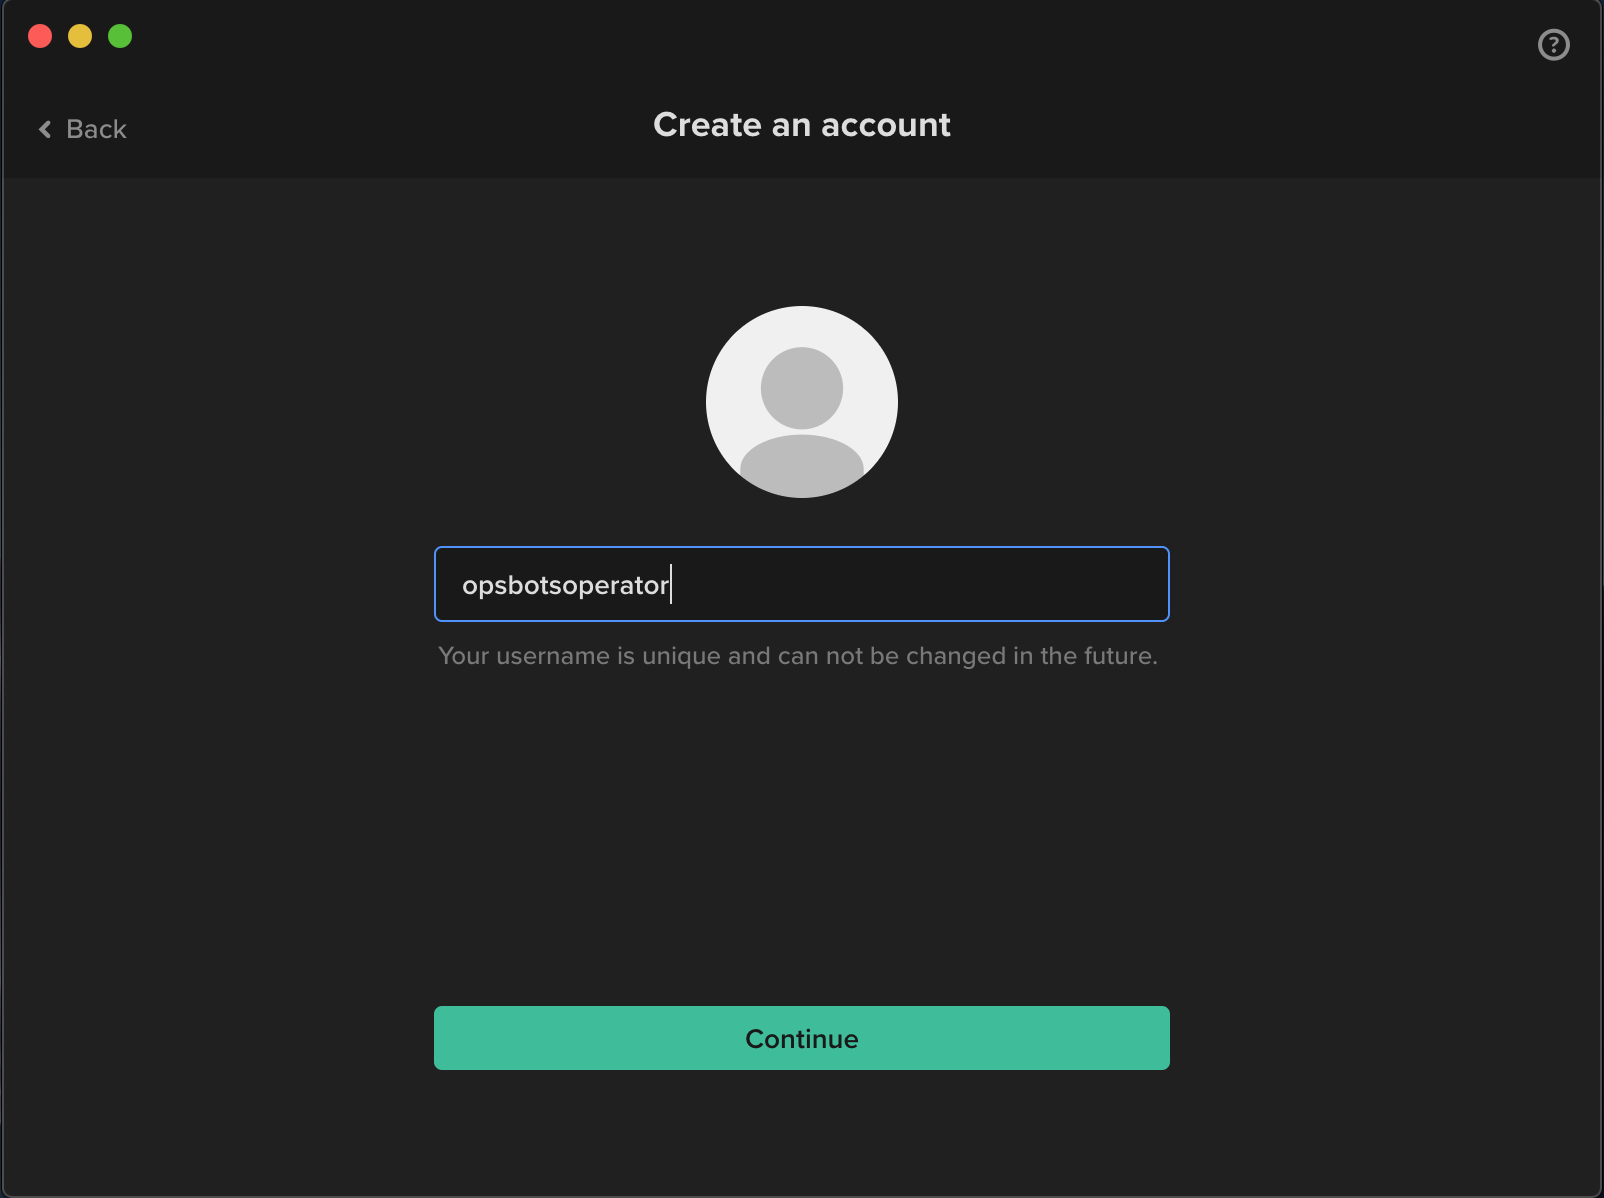 Back
Create an account
opsbotsoperator
Your username is unique and can not be changed in the future.
Continue